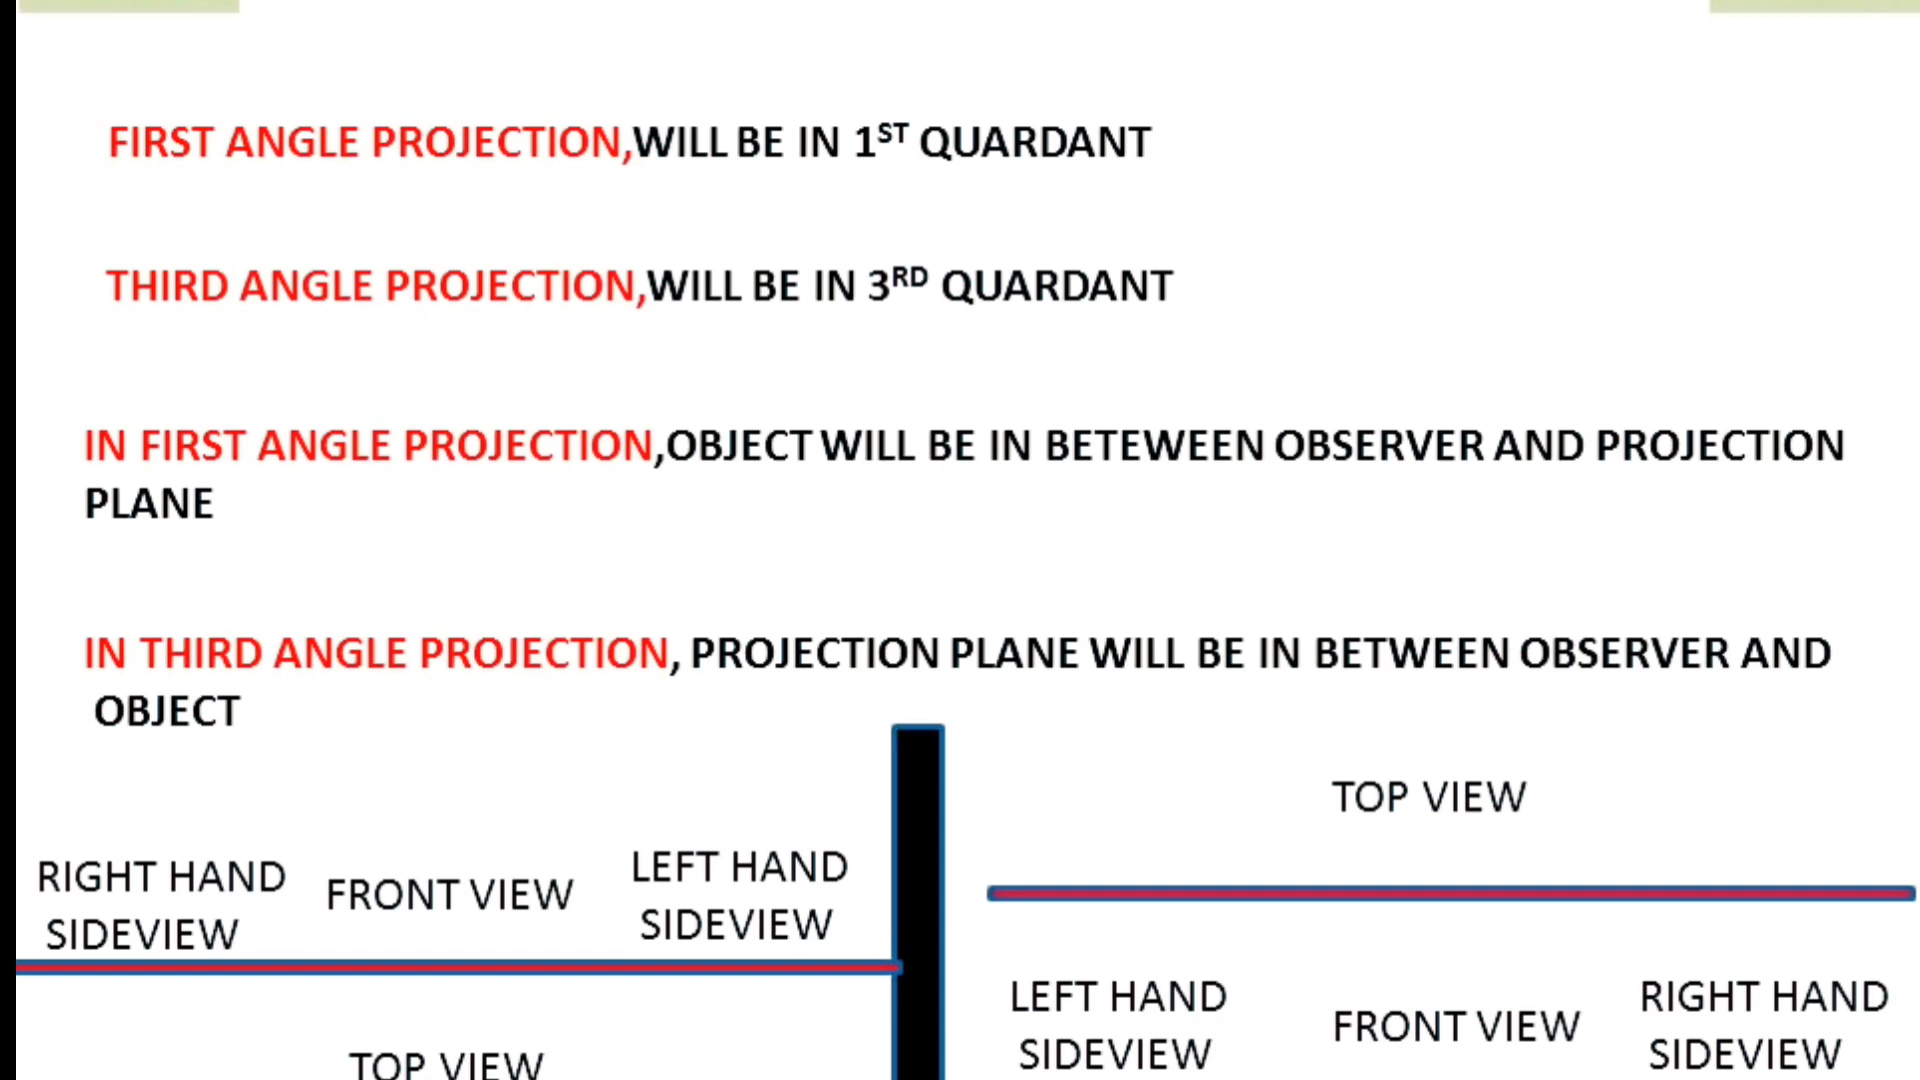 FIRST ANGLE PROJECTION,WILL BE IN 1ST QUARDANT
THIRD ANGLE PROJECTION,WILL BE IN 3RD QUARDANT
IN FIRST ANGLE PROJECTION,OBJECT WILL BE IN BETEWEEN OBSERVER AND PROJECTION
PLANE
IN THIRD ANGLE PROJECTION, PROJECTION PLANE WILL BE IN BETWEEN OBSERVER AND
OBJECT
RIGHT HAND
SIDEVIEW
FRONT VIEW
LEFT HAND
SIDEVIEW
TOP VIEW
TOP VIEW
LEFT HAND
SIDEVIEW
FRONT VIEW
RIGHT HAND
SIDEVIEW